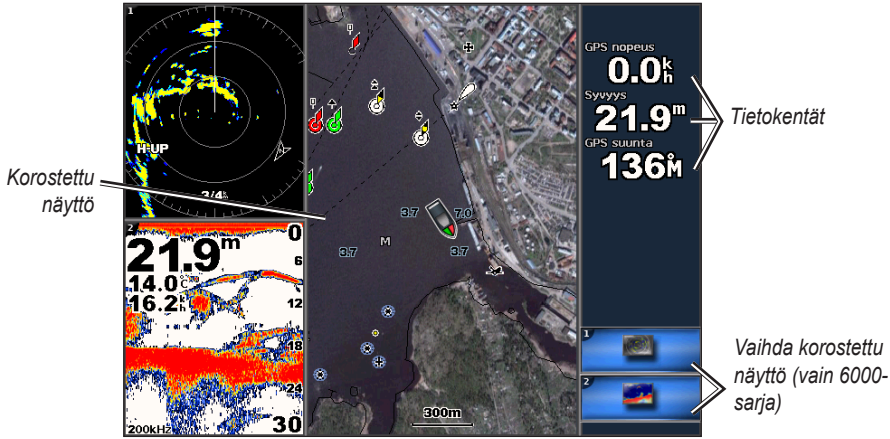 1
H-UP
3/4
2
21.9m
14.0°C
16.2kh
0
6
12
18
24
30
200kHz
3.7
7.0
3.7
3.7
M
300m
GPS nopeus
0.0kh
Syvyys
21.9m
GPS suunta
136°M
1
2
Korostettu
näyttö
Tietokentät
Vaihda korostettu
näyttö (vain 6000-
sarja)